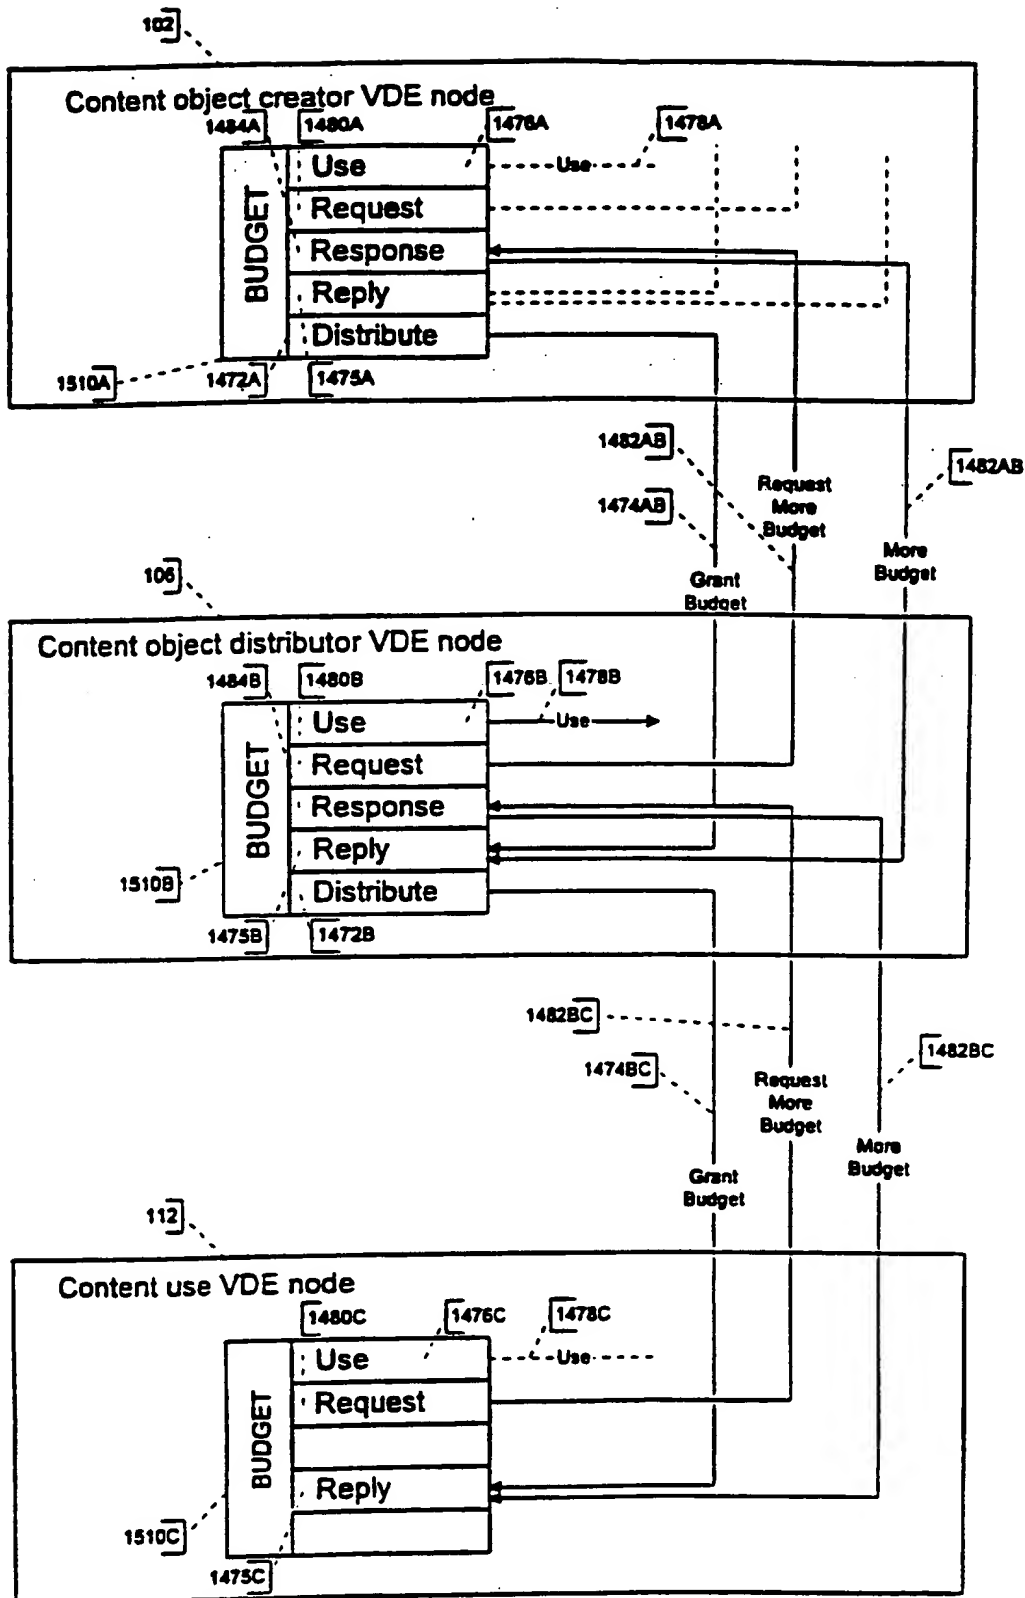 102
Content object creator VDE node
1484A
1480A
1476A
1478A
BUDGET
Use
Use
Request
Response
Reply
Distribute
1510A
1472A
1475A
1482AB
1482AB
1474AB
Request
More
Budget
More
Budget
Grant
Budget
106
Content object distributor VDE node
1484B
1480B
1476B
1478B
BUDGET
Use
Use
Request
Response
Reply
Distribute
1510B
1475B
1472B
1482BC
1482BC
1474BC
Request
More
Budget
More
Budget
Grant
Budget
112
Content use VDE node
1480C
1476C
1478C
BUDGET
Use
Use
Request
Reply
1510C
1475C